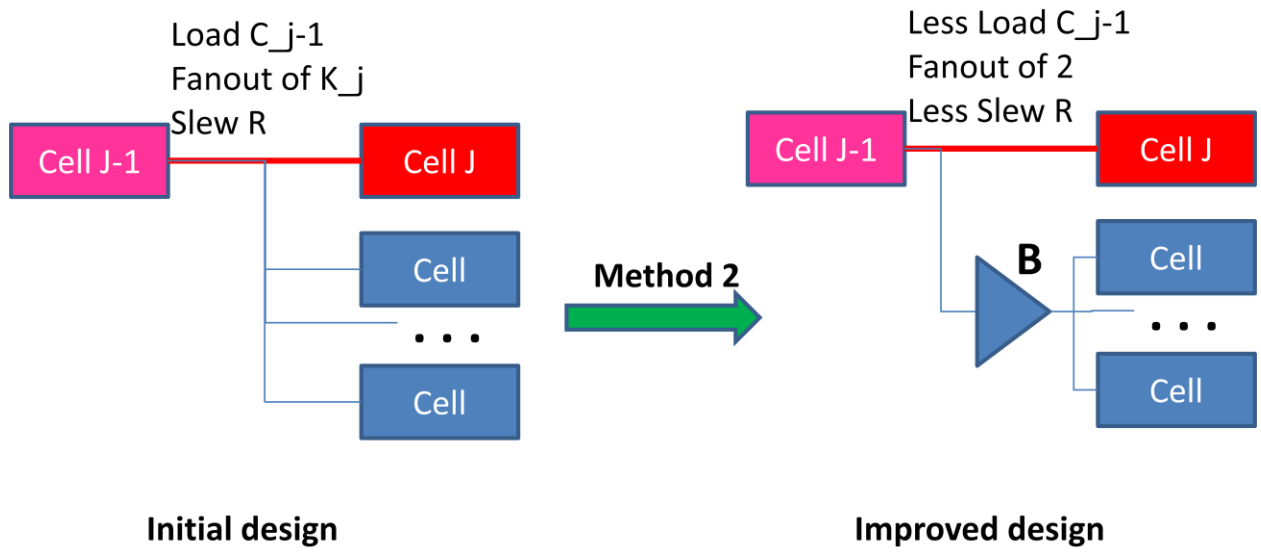 Load C_j-1
Fanout of K_j
Slew R
Cell J-1
Cell J
Cell
. . .
Cell
Initial design
Method 2
Less Load C_j-1
Fanout of 2
Less Slew R
Cell J-1
Cell J
B
Cell
. . .
Cell
Improved design